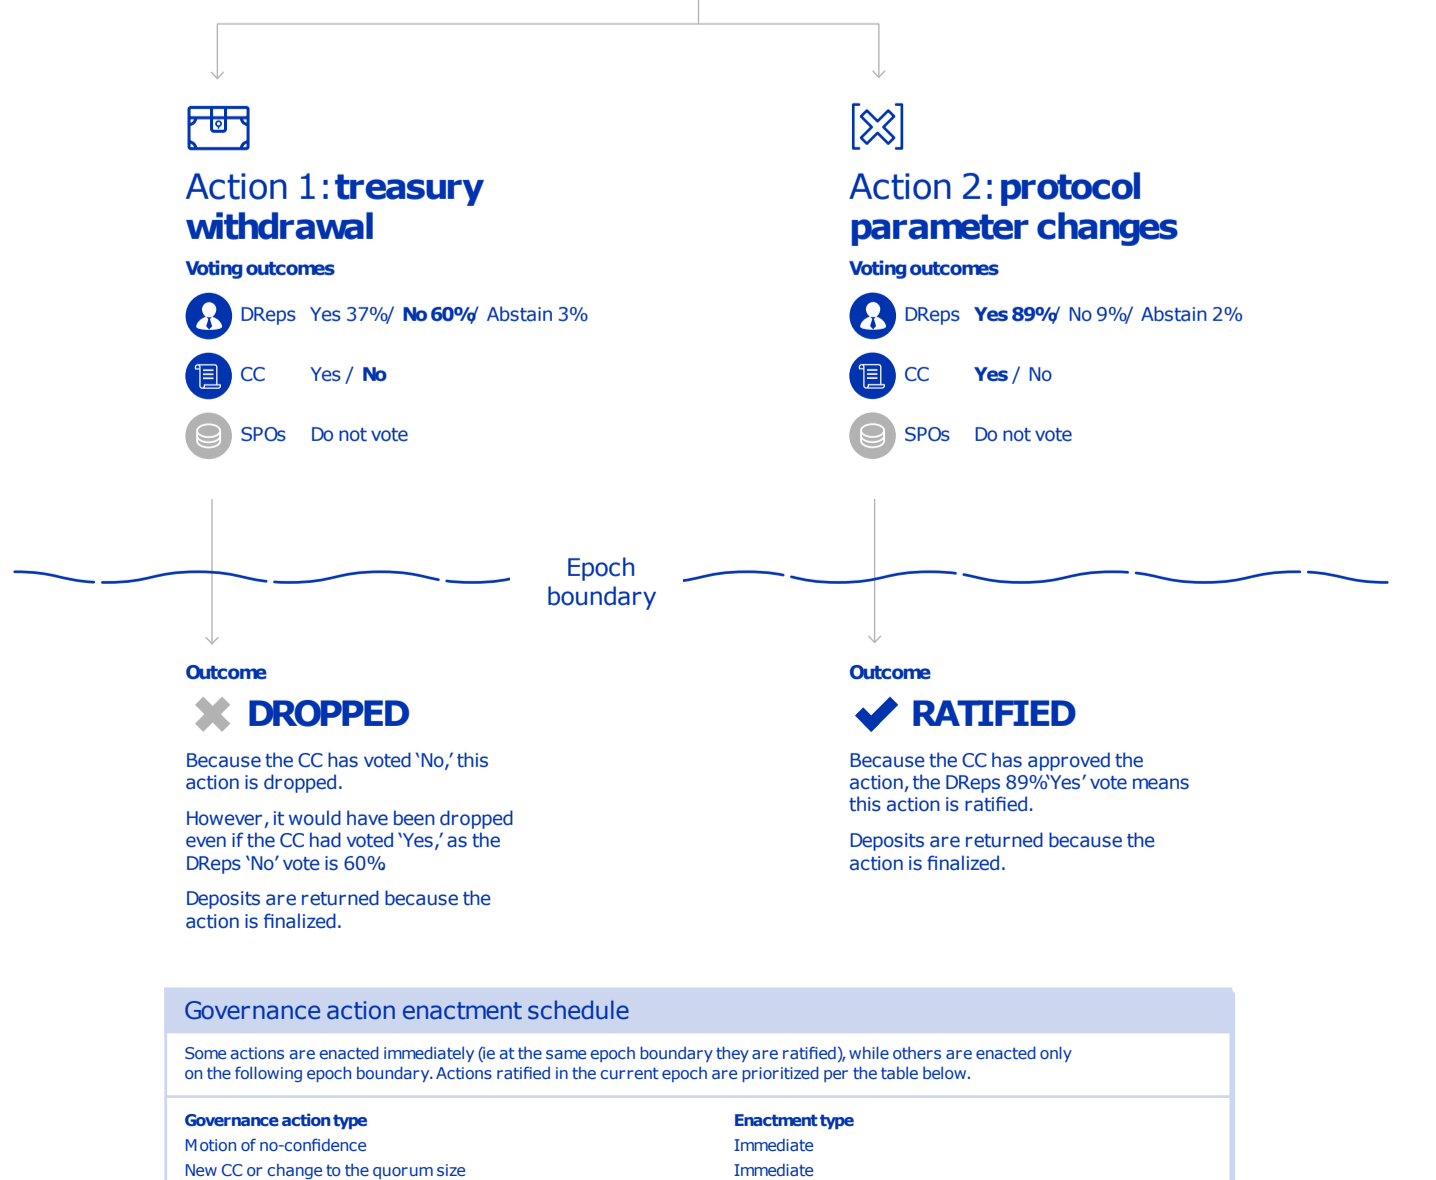 Action 1: treasury
withdrawal
Voting outcomes
DReps Yes 37%/ No 60%/ Abstain 3%
CC Yes / No
SPOs Do not vote
Action 2: protocol
parameter changes
Voting outcomes
DReps Yes 89%/ No 9%/ Abstain 2%
CC Yes / No
SPOs Do not vote
Epoch
boundary
Outcome
DROPPED
Because the CC has voted ‘No,’ this
action is dropped.
However, it would have been dropped
even if the CC had voted ‘Yes,’ as the
DReps ‘No’ vote is 60%.
Deposits are returned because the
action is finalized.
Outcome
RATIFIED
Because the CC has approved the
action, the DReps 89% ‘Yes’ vote means
this action is ratified.
Deposits are returned because the
action is finalized.
Governance action enactment schedule
Some actions are enacted immediately (ie at the same epoch boundary they are ratified), while others are enacted only
on the following epoch boundary. Actions ratified in the current epoch are prioritized per the table below.
Governance action type Enactment type
Motion of no-confidence Immediate
New CC or change to the quorum size Immediate